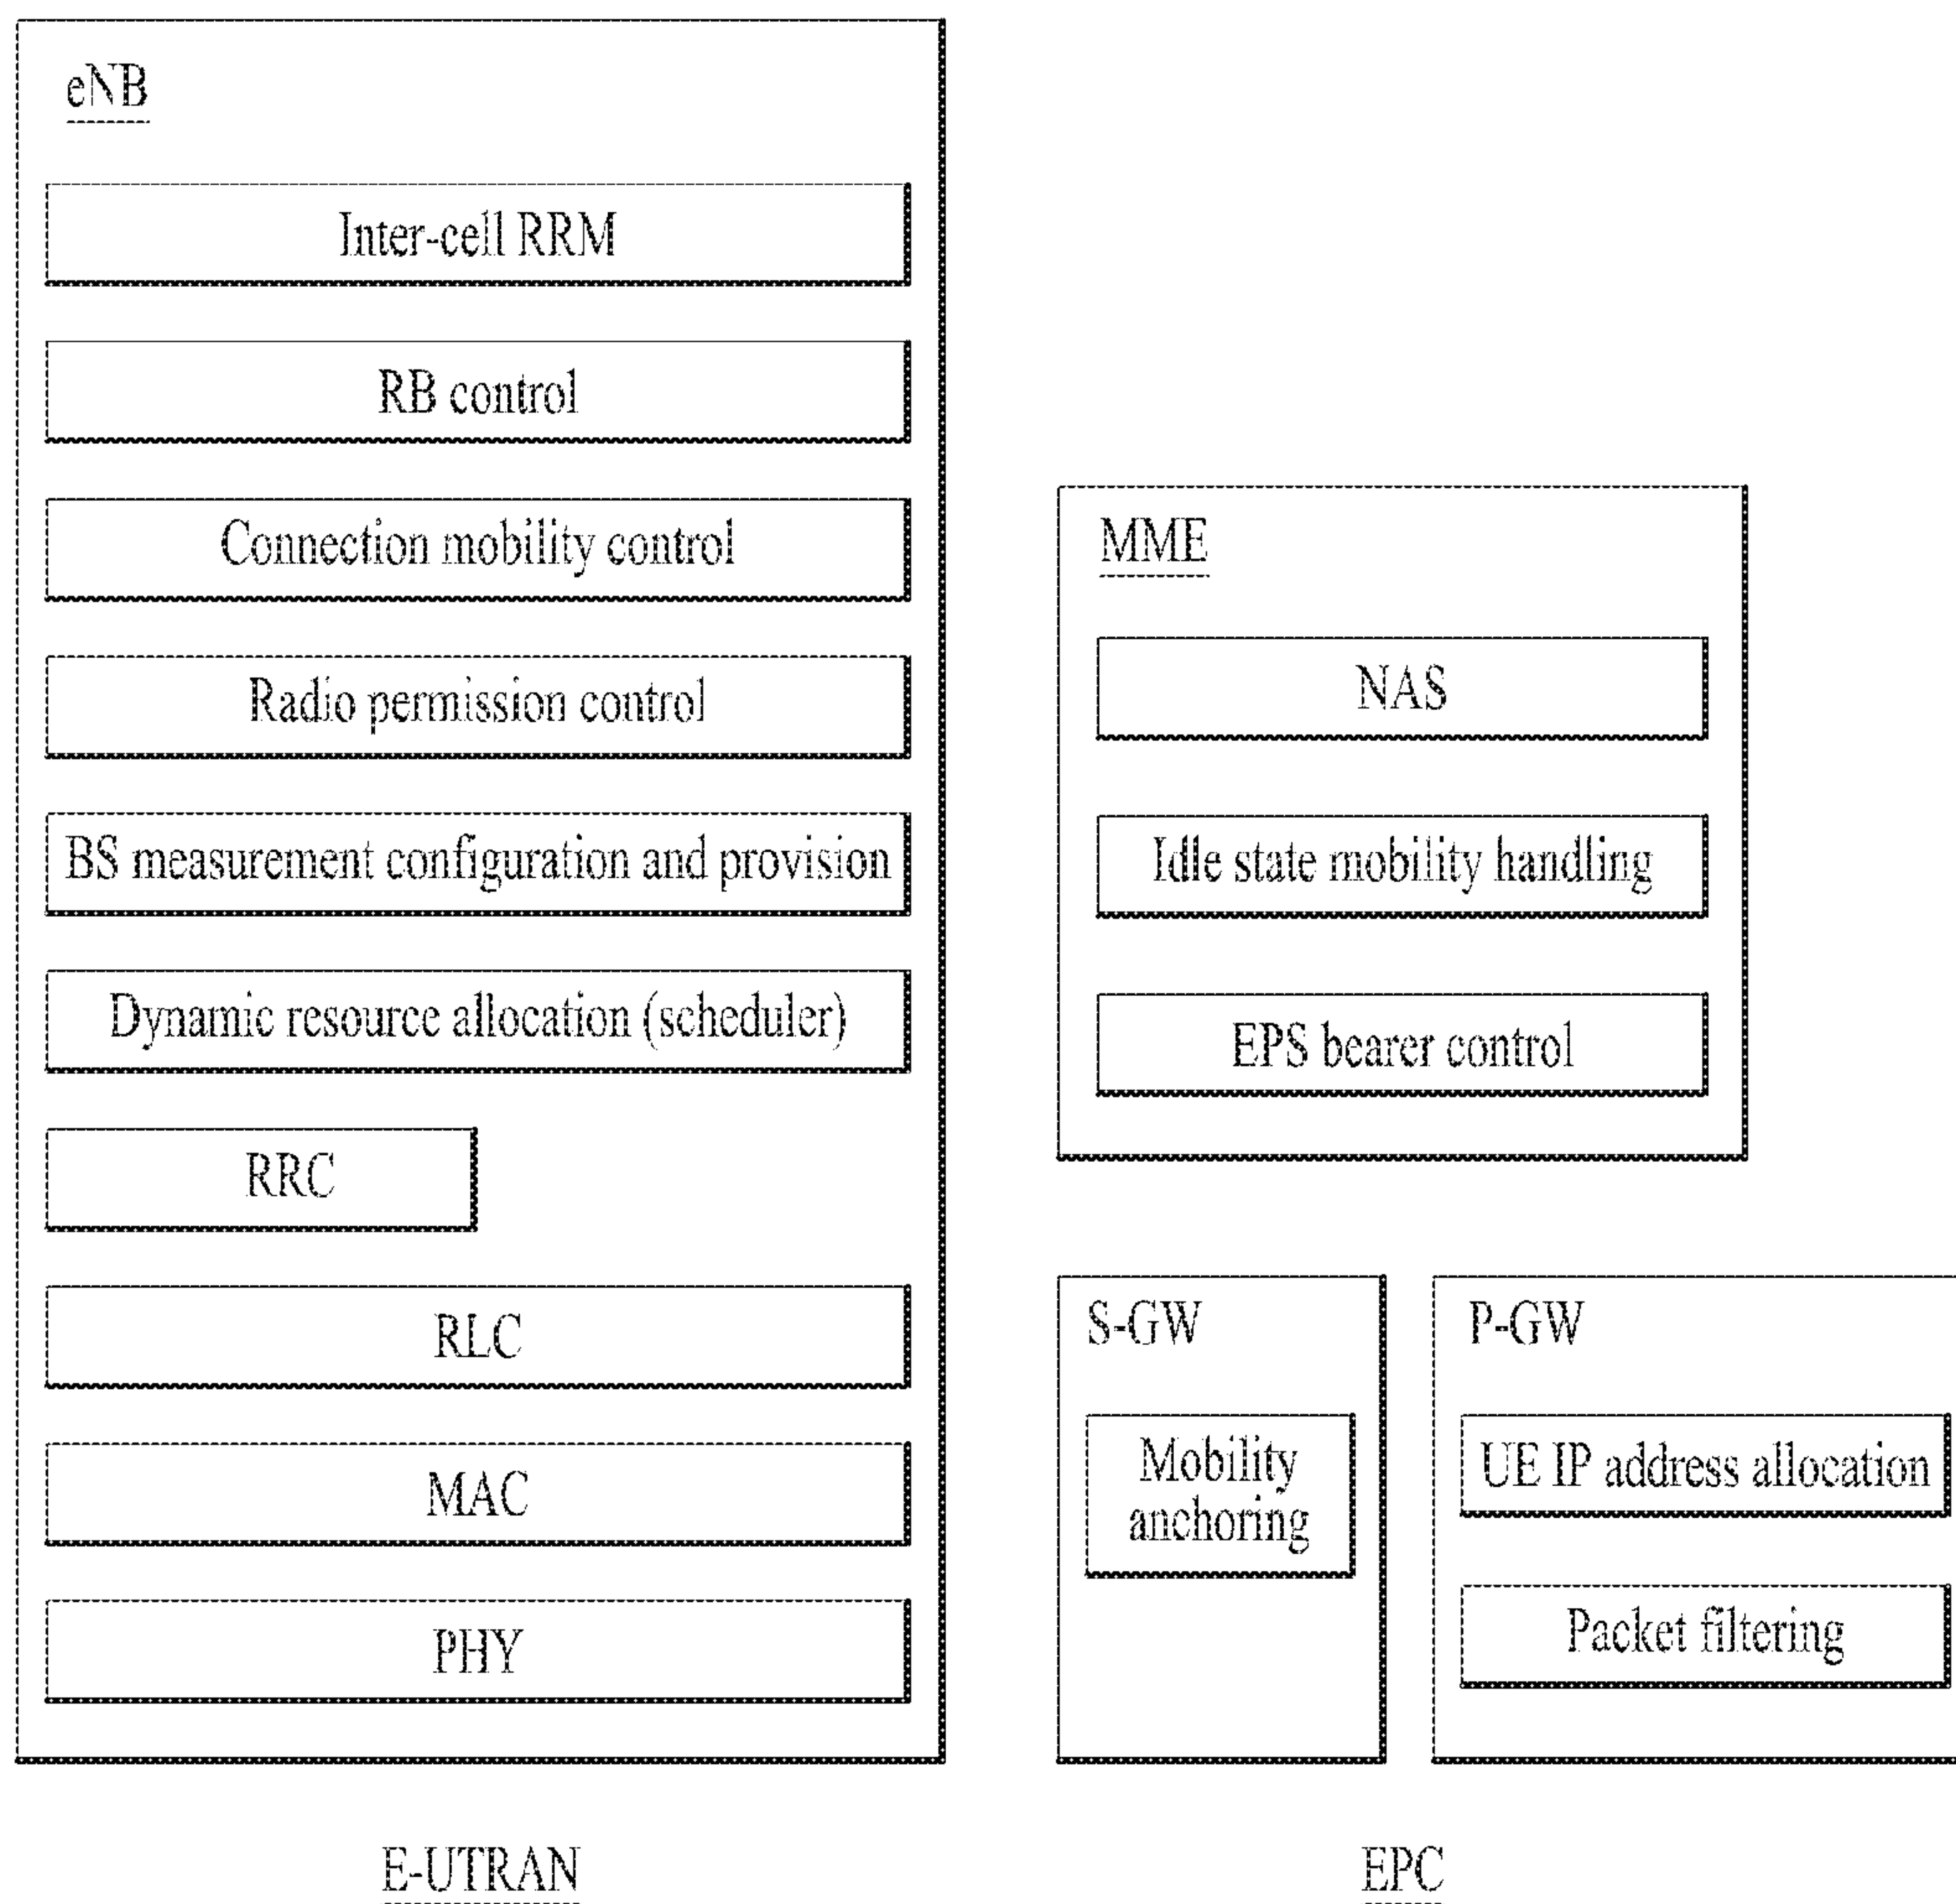 eNB
Inter-cell RRM
RB control
Connection mobility control
Radio permission control
BS measurement configuration and provision
Dynamic resource allocation (scheduler)
RRC
RLC
MAC
PHY
E-UTRAN
MME
NAS
Idle state mobility handling
EPS bearer control
S-GW
Mobility
anchoring
P-GW
UE IP address allocation
Packet filtering
EPC